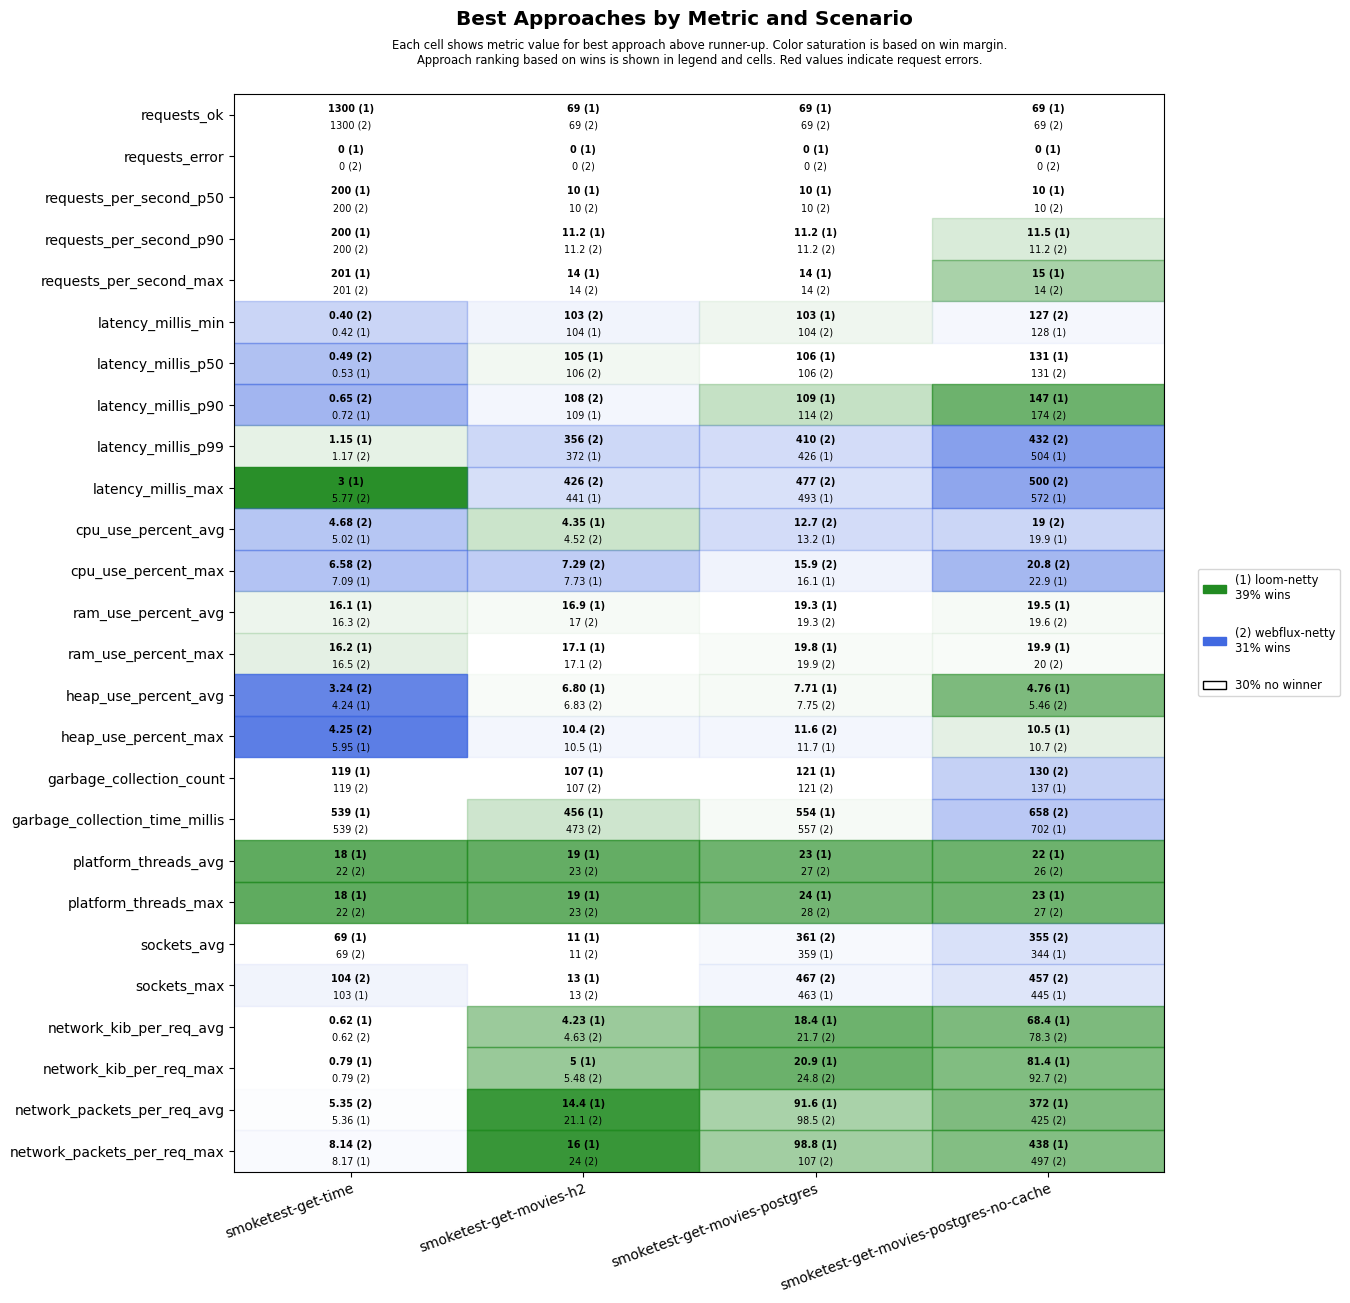 Best Approaches by Metric and Scenario
Each cell shows metric value for best approach above runner-up. Color saturation is based on win margin.
Approach ranking based on wins is shown in legend and cells. Red values indicate request errors.
requests_ok
1300 (1) 69 (1) 69 (1) 69 (1)
1300 (2) 69 (2) 69 (2) 69 (2)
requests_error
0 (1) 0 (1) 0 (1) 0 (1)
0 (2) 0 (2) 0 (2) 0 (2)
requests_per_second_p50
200 (1) 10 (1) 10 (1) 10 (1)
200 (2) 10 (2) 10 (2) 10 (2)
requests_per_second_p90
200 (1) 11.2 (1) 11.2 (1) 11.5 (1)
200 (2) 11.2 (2) 11.2 (2) 11.2 (2)
requests_per_second_max
201 (1) 14 (1) 14 (1) 15 (1)
201 (2) 14 (2) 14 (2) 14 (2)
latency_millis_min
0.40 (2) 103 (2) 103 (1) 127 (2)
0.42 (1) 104 (1) 104 (2) 128 (1)
latency_millis_p50
0.49 (2) 105 (1) 106 (1) 131 (1)
0.53 (1) 106 (2) 106 (2) 131 (2)
latency_millis_p90
0.65 (2) 108 (2) 109 (1) 147 (1)
0.72 (1) 109 (1) 114 (2) 174 (2)
latency_millis_p99
1.15 (1) 356 (2) 410 (2) 432 (2)
1.17 (2) 372 (1) 426 (1) 504 (1)
latency_millis_max
3 (1) 426 (2) 477 (2) 500 (2)
5.77 (2) 441 (1) 493 (1) 572 (1)
cpu_use_percent_avg
4.68 (2) 4.35 (1) 12.7 (2) 19 (2)
5.02 (1) 4.52 (2) 13.2 (1) 19.9 (1)
cpu_use_percent_max
6.58 (2) 7.29 (2) 15.9 (2) 20.8 (2)
7.09 (1) 7.73 (1) 16.1 (1) 22.9 (1)
ram_use_percent_avg
16.1 (1) 16.9 (1) 19.3 (1) 19.5 (1)
16.3 (2) 17 (2) 19.3 (2) 19.6 (2)
ram_use_percent_max
16.2 (1) 17.1 (1) 19.8 (1) 19.9 (1)
16.5 (2) 17.1 (2) 19.9 (2) 20 (2)
heap_use_percent_avg
3.24 (2) 6.80 (1) 7.71 (1) 4.76 (1)
4.24 (1) 6.83 (2) 7.75 (2) 5.46 (2)
heap_use_percent_max
4.25 (2) 10.4 (2) 11.6 (2) 10.5 (1)
5.95 (1) 10.5 (1) 11.7 (1) 10.7 (2)
garbage_collection_count
119 (1) 107 (1) 121 (1) 130 (2)
119 (2) 107 (2) 121 (2) 137 (1)
garbage_collection_time_millis
539 (1) 456 (1) 554 (1) 658 (2)
539 (2) 473 (2) 557 (2) 702 (1)
platform_threads_avg
18 (1) 19 (1) 23 (1) 22 (1)
22 (2) 23 (2) 27 (2) 26 (2)
platform_threads_max
18 (1) 19 (1) 24 (1) 23 (1)
22 (2) 23 (2) 28 (2) 27 (2)
sockets_avg
69 (1) 11 (1) 361 (2) 355 (2)
69 (2) 11 (2) 359 (1) 344 (1)
sockets_max
104 (2) 13 (1) 467 (2) 457 (2)
103 (1) 13 (2) 463 (1) 445 (1)
network_kib_per_req_avg
0.62 (1) 4.23 (1) 18.4 (1) 68.4 (1)
0.62 (2) 4.63 (2) 21.7 (2) 78.3 (2)
network_kib_per_req_max
0.79 (1) 5 (1) 20.9 (1) 81.4 (1)
0.79 (2) 5.48 (2) 24.8 (2) 92.7 (2)
network_packets_per_req_avg
5.35 (2) 14.4 (1) 91.6 (1) 372 (1)
5.36 (1) 21.1 (2) 98.5 (2) 425 (2)
network_packets_per_req_max
8.14 (2) 16 (1) 98.8 (1) 438 (1)
8.17 (1) 24 (2) 107 (2) 497 (2)
smoketest-get-time
smoketest-get-movies-h2
smoketest-get-movies-postgres
smoketest-get-movies-postgres-no-cache
(1) loom-netty
39% wins
(2) webflux-netty
31% wins
30% no winner